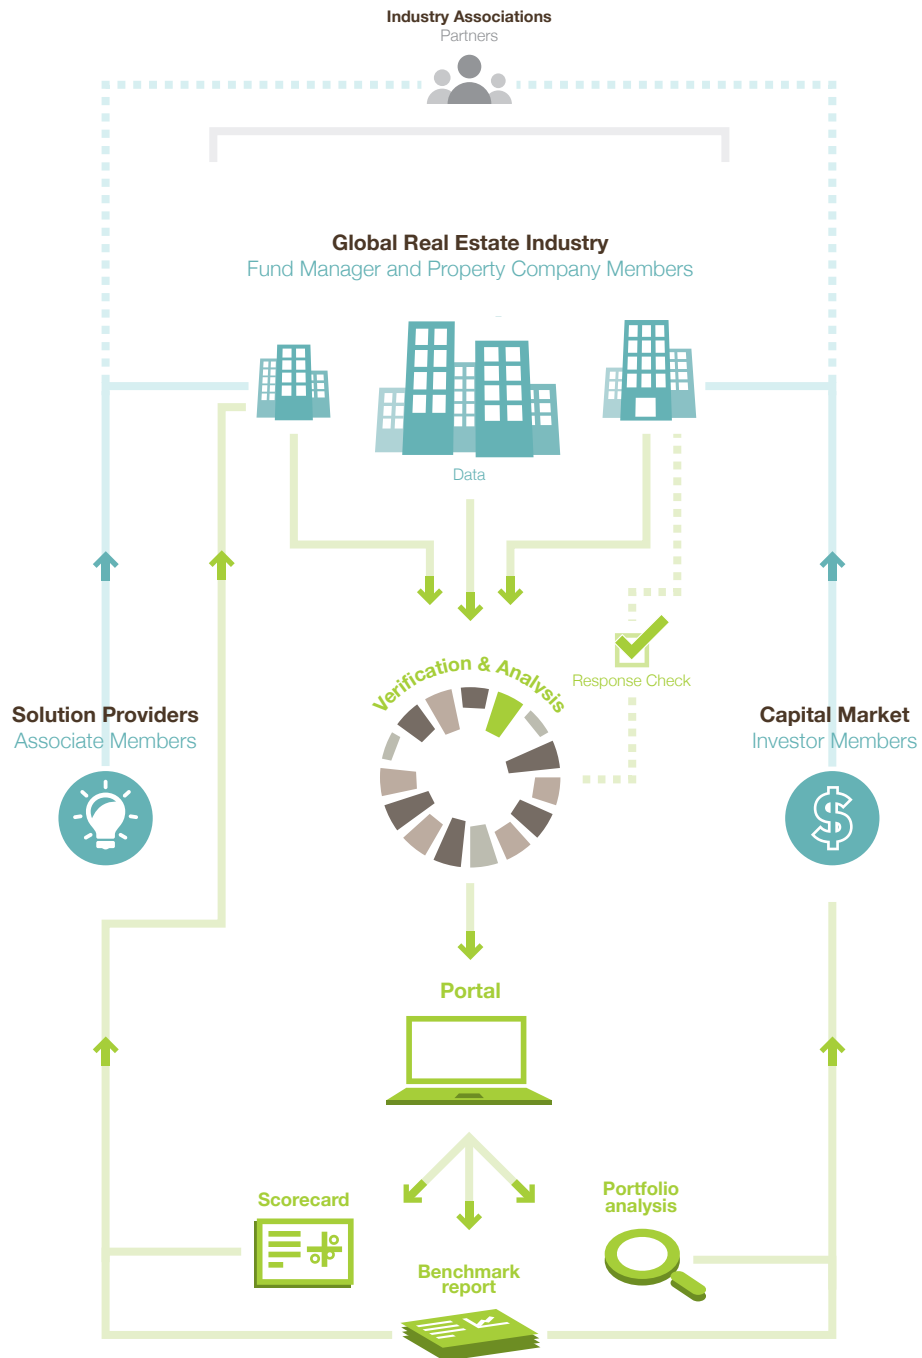 Industry Associations
Partners
Global Real Estate Industry
Fund Manager and Property Company Members
Data
Verification & Analysis
Response Check
Solution Providers
Associate Members
Capital Market
Investor Members
$
Portal
Scorecard
Portfolio
analysis
Benchmark
report